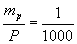 m_p/P = 1/1000